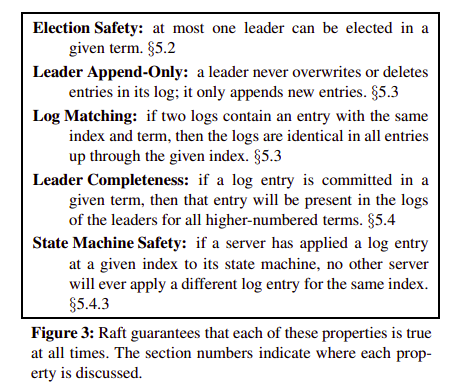 Election Safety: at most one leader can be elected in a
given term. §5.2
Leader Append-Only: a leader never overwrites or deletes
entries in its log; it only appends new entries. §5.3
Log Matching: if two logs contain an entry with the same
index and term, then the logs are identical in all entries
up through the given index. §5.3
Leader Completeness: if a log entry is committed in a
given term, then that entry will be present in the logs
of the leaders for all higher-numbered terms. §5.4
State Machine Safety: if a server has applied a log entry
at a given index to its state machine, no other server
will ever apply a different log entry for the same index.
§5.4.3
Figure 3: Raft guarantees that each of these properties is true
at all times. The section numbers indicate where each prop-
erty is discussed.